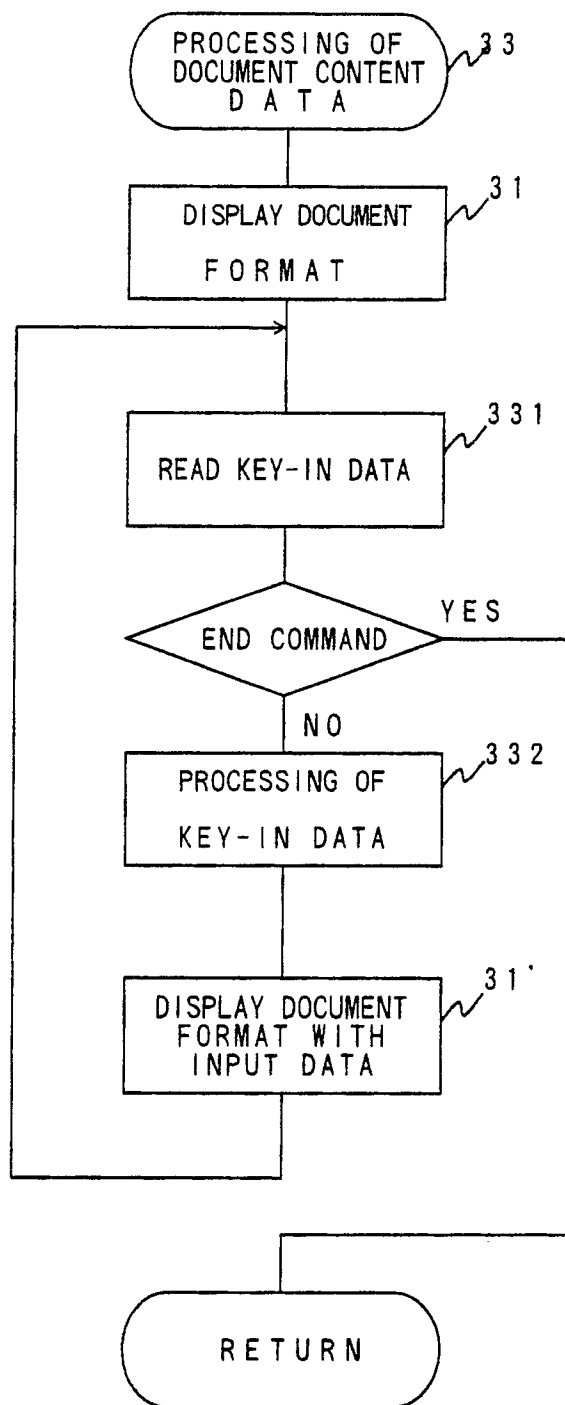 PROCESSING OF
DOCUMENT CONTENT
DATA
33
DISPLAY DOCUMENT
FORMAT
31
READ KEY-IN DATA
331
END COMMAND
YES
NO
PROCESSING OF
KEY-IN DATA
332
DISPLAY DOCUMENT
FORMAT WITH
INPUT DATA
31'
RETURN